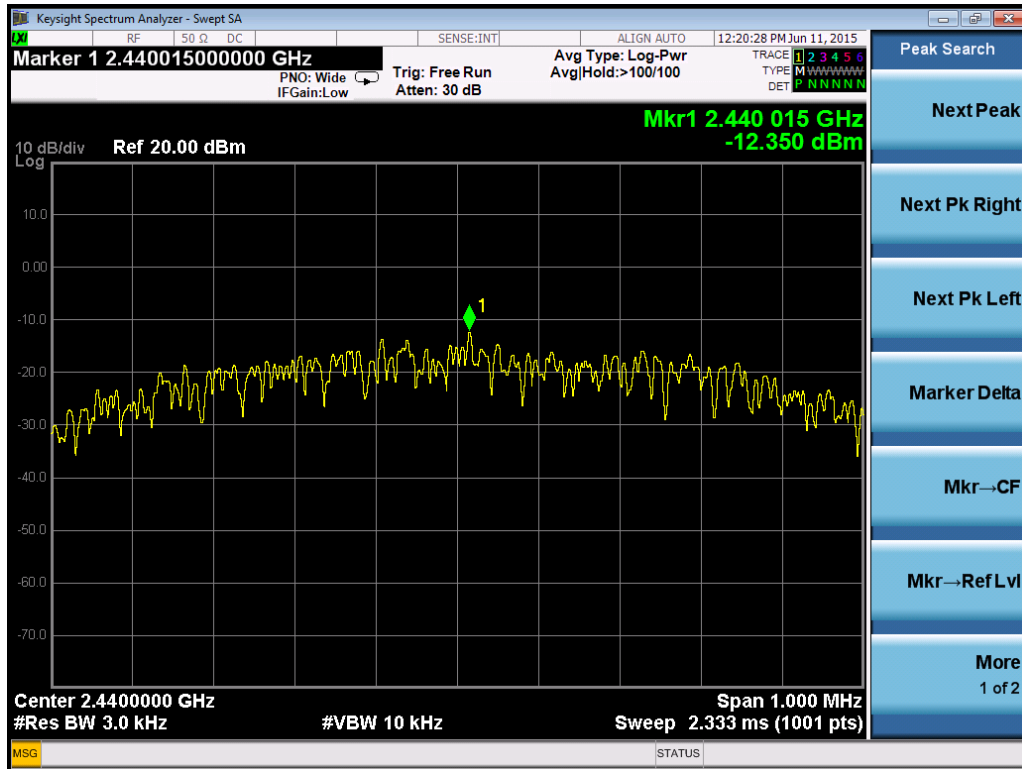 Keysight Spectrum Analyzer - Swept SA
LXI RF 50 Ω DC SENSE:INT ALIGN AUTO 12:20:28 PM Jun 11, 2015
Marker 1 2.440015000000 GHz
PNO: Wide
IFGain:Low
Trig: Free Run
Atten: 30 dB
Avg Type: Log-Pwr
Avg|Hold:>100/100
TRACE 1 2 3 4 5 6
TYPE M WWWWW
DET P N N N N N
Mkr1 2.440 015 GHz
-12.350 dBm
10 dB/div
Log
Ref 20.00 dBm
10.0
0.00
-10.0
-20.0
-30.0
-40.0
-50.0
-60.0
-70.0
1
Center 2.4400000 GHz
Span 1.000 MHz
#Res BW 3.0 kHz
#VBW 10 kHz
Sweep 2.333 ms (1001 pts)
MSG
STATUS
Peak Search
Next Peak
Next Pk Right
Next Pk Left
Marker Delta
Mkr→CF
Mkr→Ref Lvl
More
1 of 2